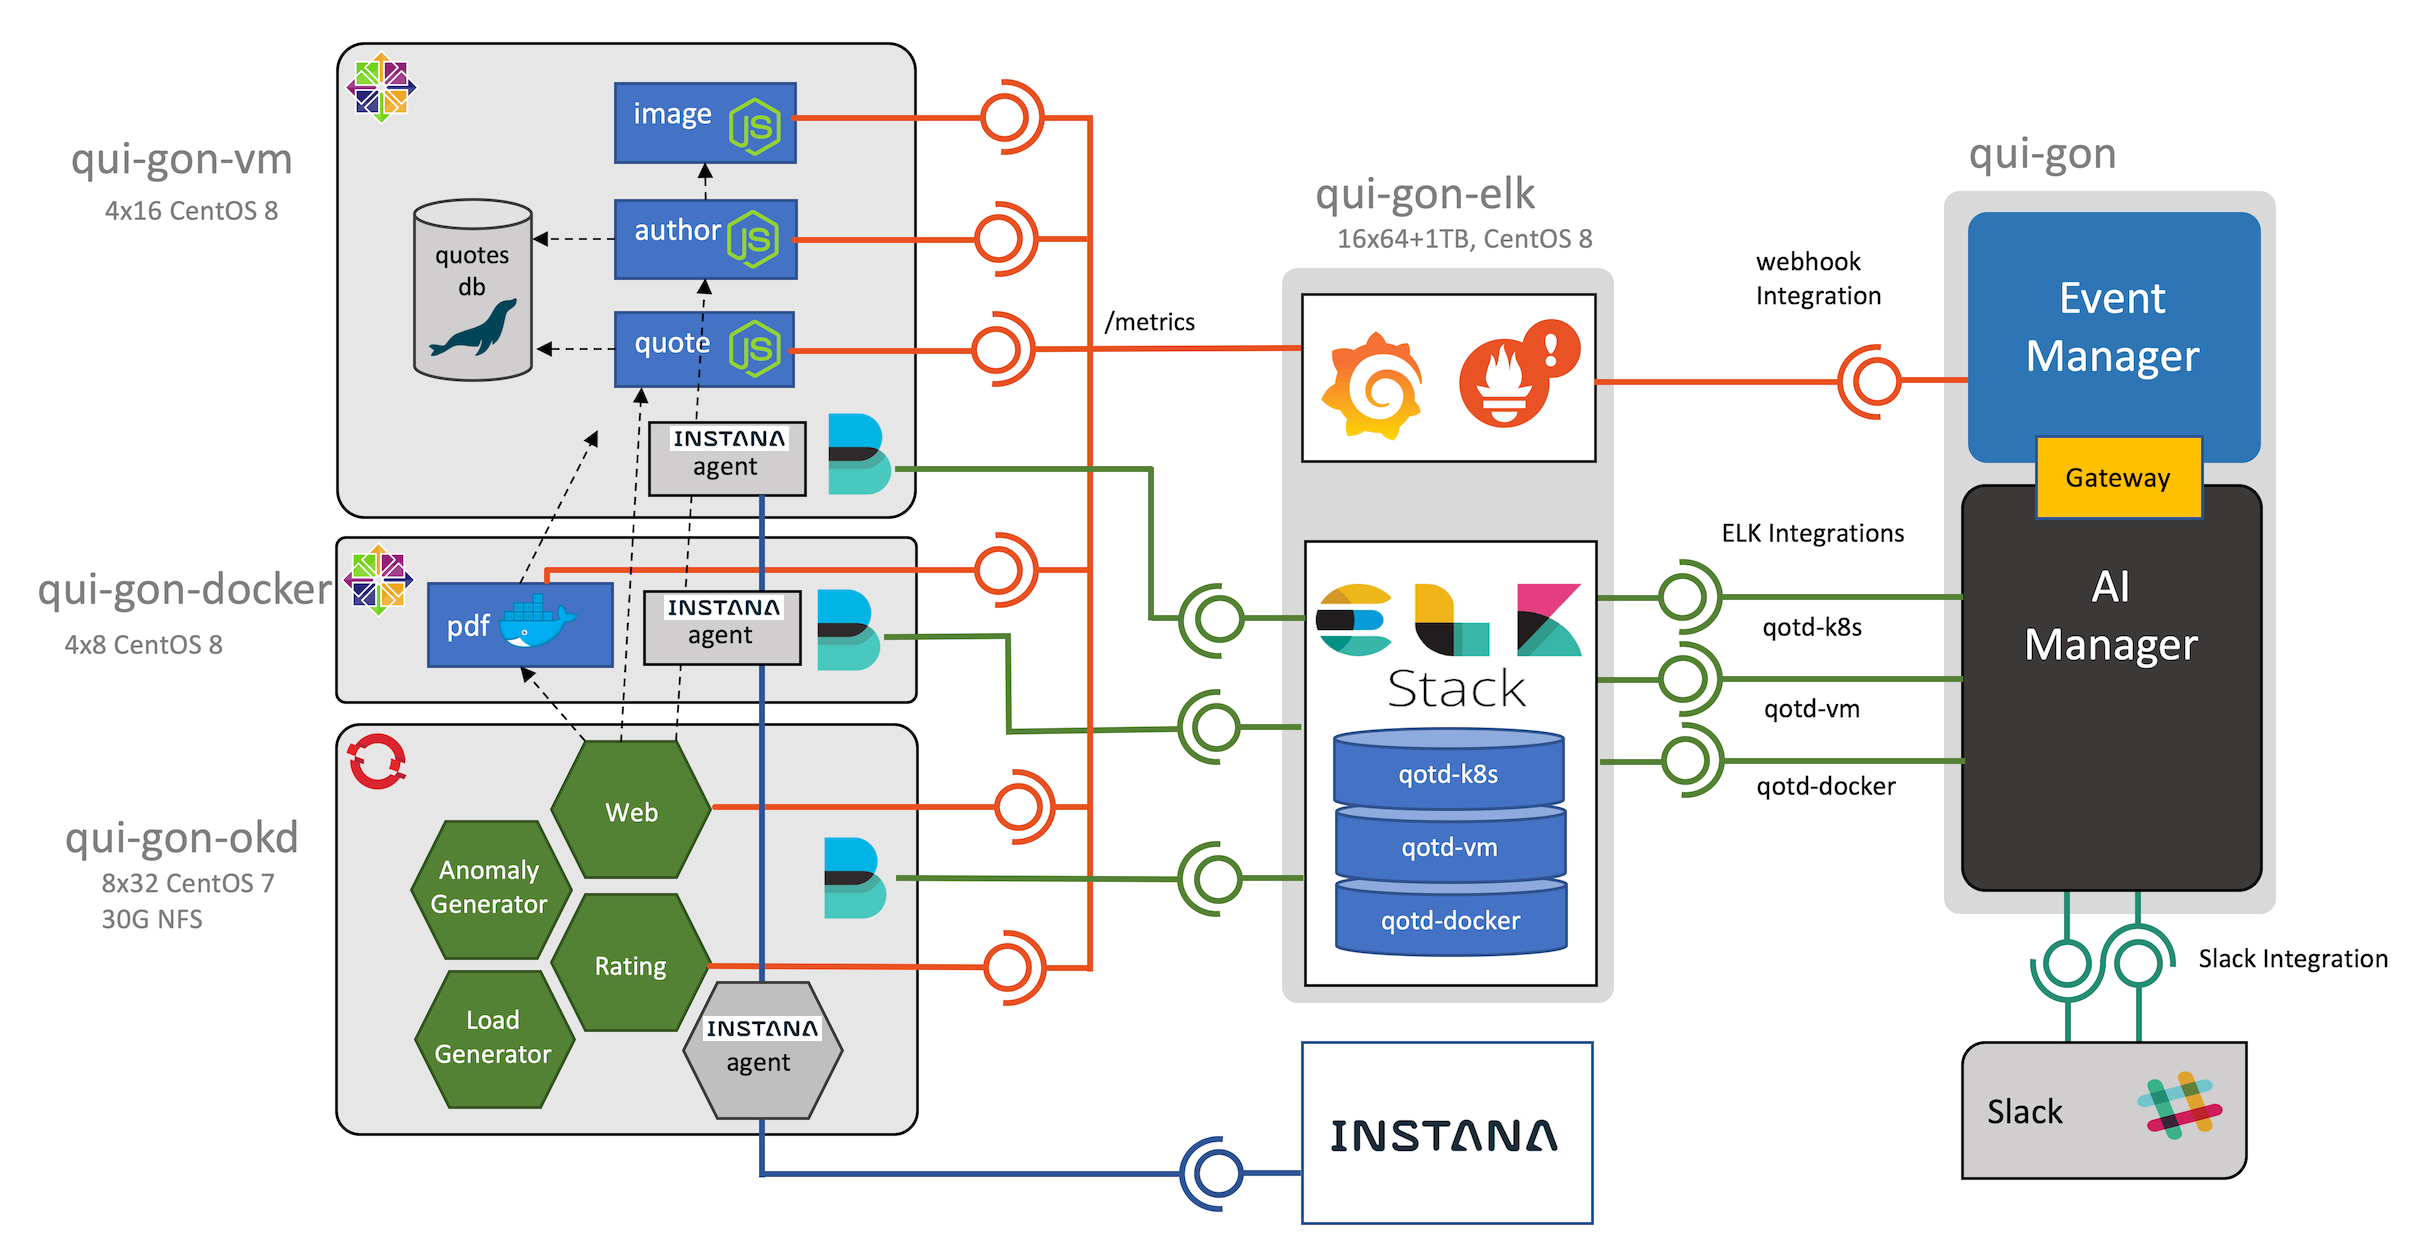 qui-gon-vm
4x16 CentOS 8
image
JS
author
JS
quote
JS
quotes
db
INSTANA
agent
qui-gon-docker
4x8 CentOS 8
pdf
INSTANA
agent
qui-gon-okd
8x32 CentOS 7
30G NFS
Web
Anomaly
Generator
Rating
Load
Generator
INSTANA
agent
/metrics
qui-gon-elk
16x64+1TB, CentOS 8
!
ELK
Stack
qotd-k8s
qotd-vm
qotd-docker
INSTANA
webhook
Integration
ELK Integrations
qotd-k8s
qotd-vm
qotd-docker
qui-gon
Event
Manager
Gateway
AI
Manager
Slack Integration
Slack